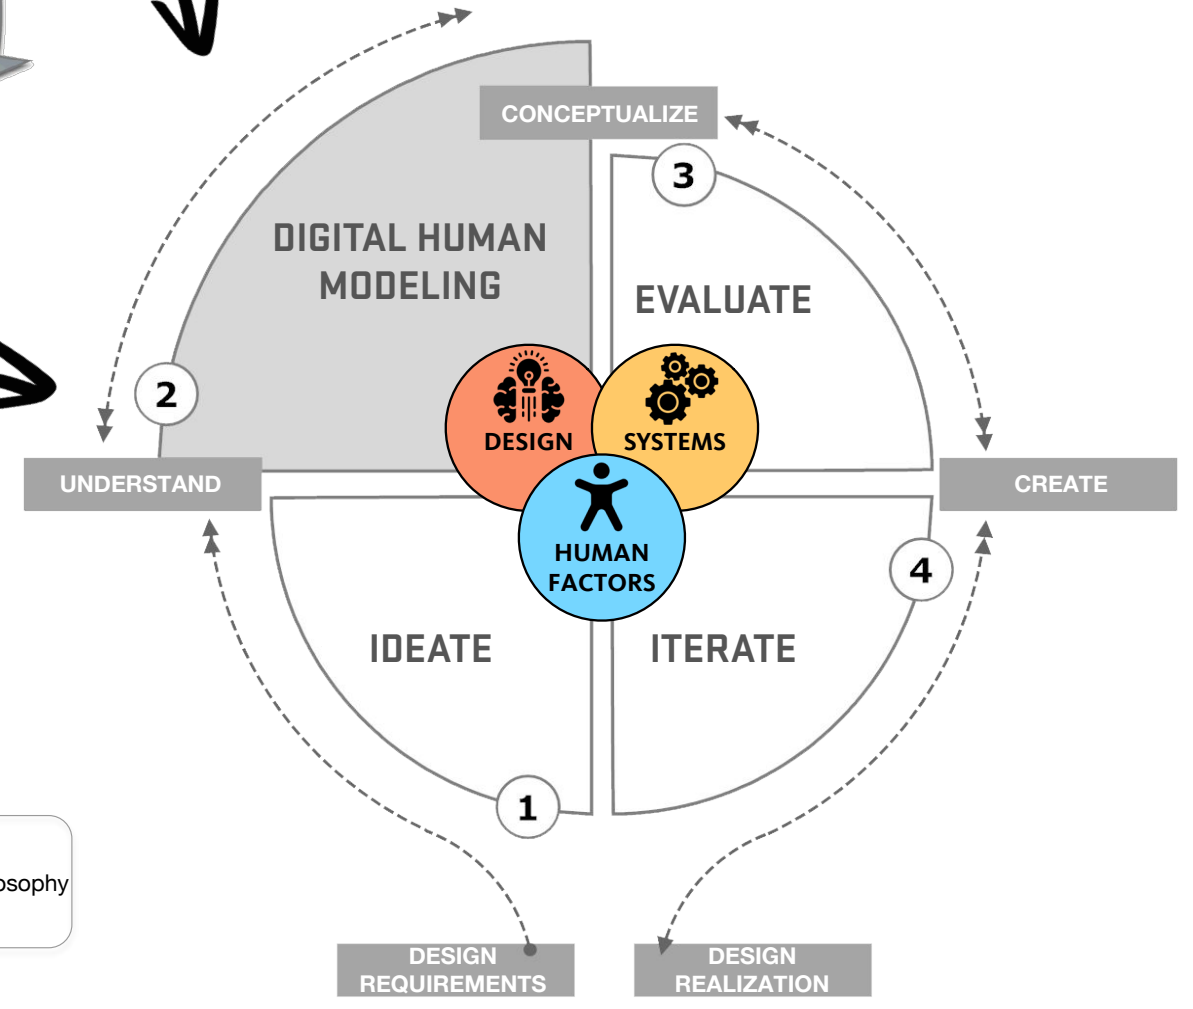 CONCEPTUALIZE
3
DIGITAL HUMAN
MODELING
EVALUATE
2
DESIGN
SYSTEMS
UNDERSTAND
CREATE
HUMAN
FACTORS
4
IDEATE
ITERATE
1
osophy
DESIGN
REQUIREMENTS
DESIGN
REALIZATION